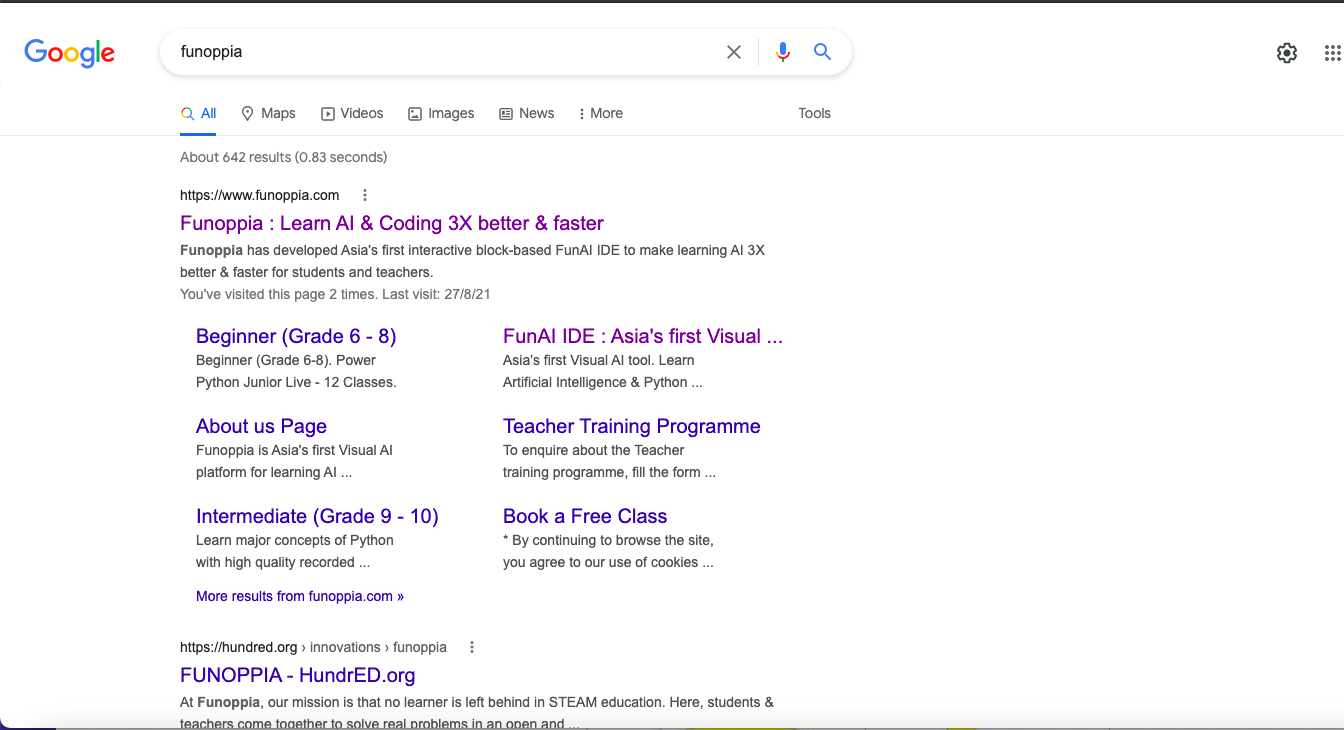 Google
funoppia
All
Maps
Videos
Images
News
More
Tools
About 642 results (0.83 seconds)
https://www.funoppia.com
Funoppia : Learn AI & Coding 3X better & faster
Funoppia has developed Asia's first interactive block-based FunAI IDE to make learning AI 3X
better & faster for students and teachers.
You've visited this page 2 times. Last visit: 27/8/21
Beginner (Grade 6 - 8)
Beginner (Grade 6-8). Power
Python Junior Live - 12 Classes.
FunAI IDE : Asia's first Visual ...
Asia's first Visual AI tool. Learn
Artificial Intelligence & Python ...
About us Page
Funoppia is Asia's first Visual AI
platform for learning AI ...
Teacher Training Programme
To enquire about the Teacher
training programme, fill the form ...
Intermediate (Grade 9 - 10)
Learn major concepts of Python
with high quality recorded ...
Book a Free Class
* By continuing to browse the site,
you agree to our use of cookies ...
More results from funoppia.com »
https://hundred.org › innovations › funoppia
FUNOPPIA - HundrED.org
At Funoppia, our mission is that no learner is left behind in STEAM education. Here, students &
teachers come together to solve real problems in an open and ...